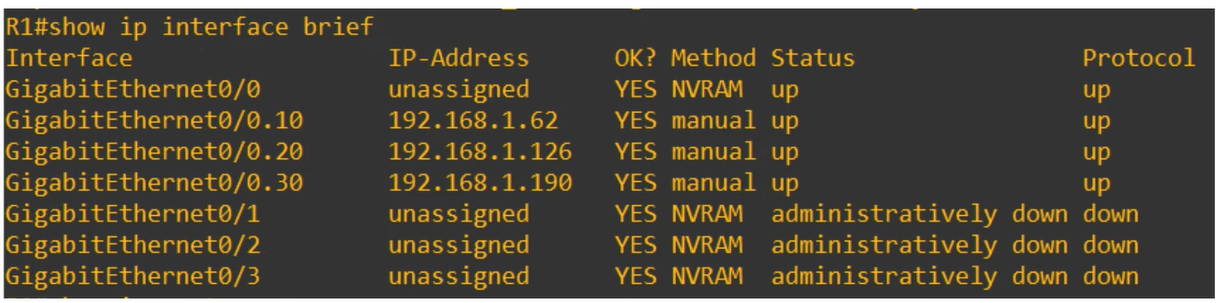 R1#show ip interface brief
Interface IP-Address OK? Method Status Protocol
GigabitEthernet0/0 unassigned YES NVRAM up up
GigabitEthernet0/0.10 192.168.1.62 YES manual up up
GigabitEthernet0/0.20 192.168.1.126 YES manual up up
GigabitEthernet0/0.30 192.168.1.190 YES manual up up
GigabitEthernet0/1 unassigned YES NVRAM administratively down down
GigabitEthernet0/2 unassigned YES NVRAM administratively down down
GigabitEthernet0/3 unassigned YES NVRAM administratively down down